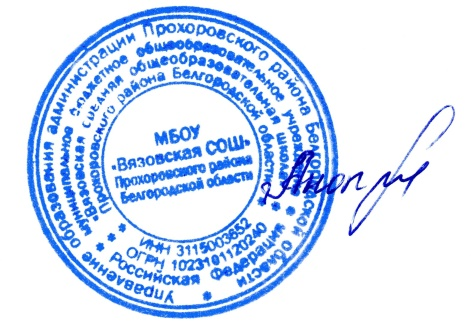 Управление образования администрации Прохоровского района Белгородской области
муниципальное бюджетное общеобразовательное
«Вязовская средняя общеобразовательная школа
Прохоровского района Белгородской области»
МБОУ
«Вязовская СОШ»
Прохоровского района
Белгородской области
ИНН 3115003652
ОГРН 1023101120240
Российская Федерация